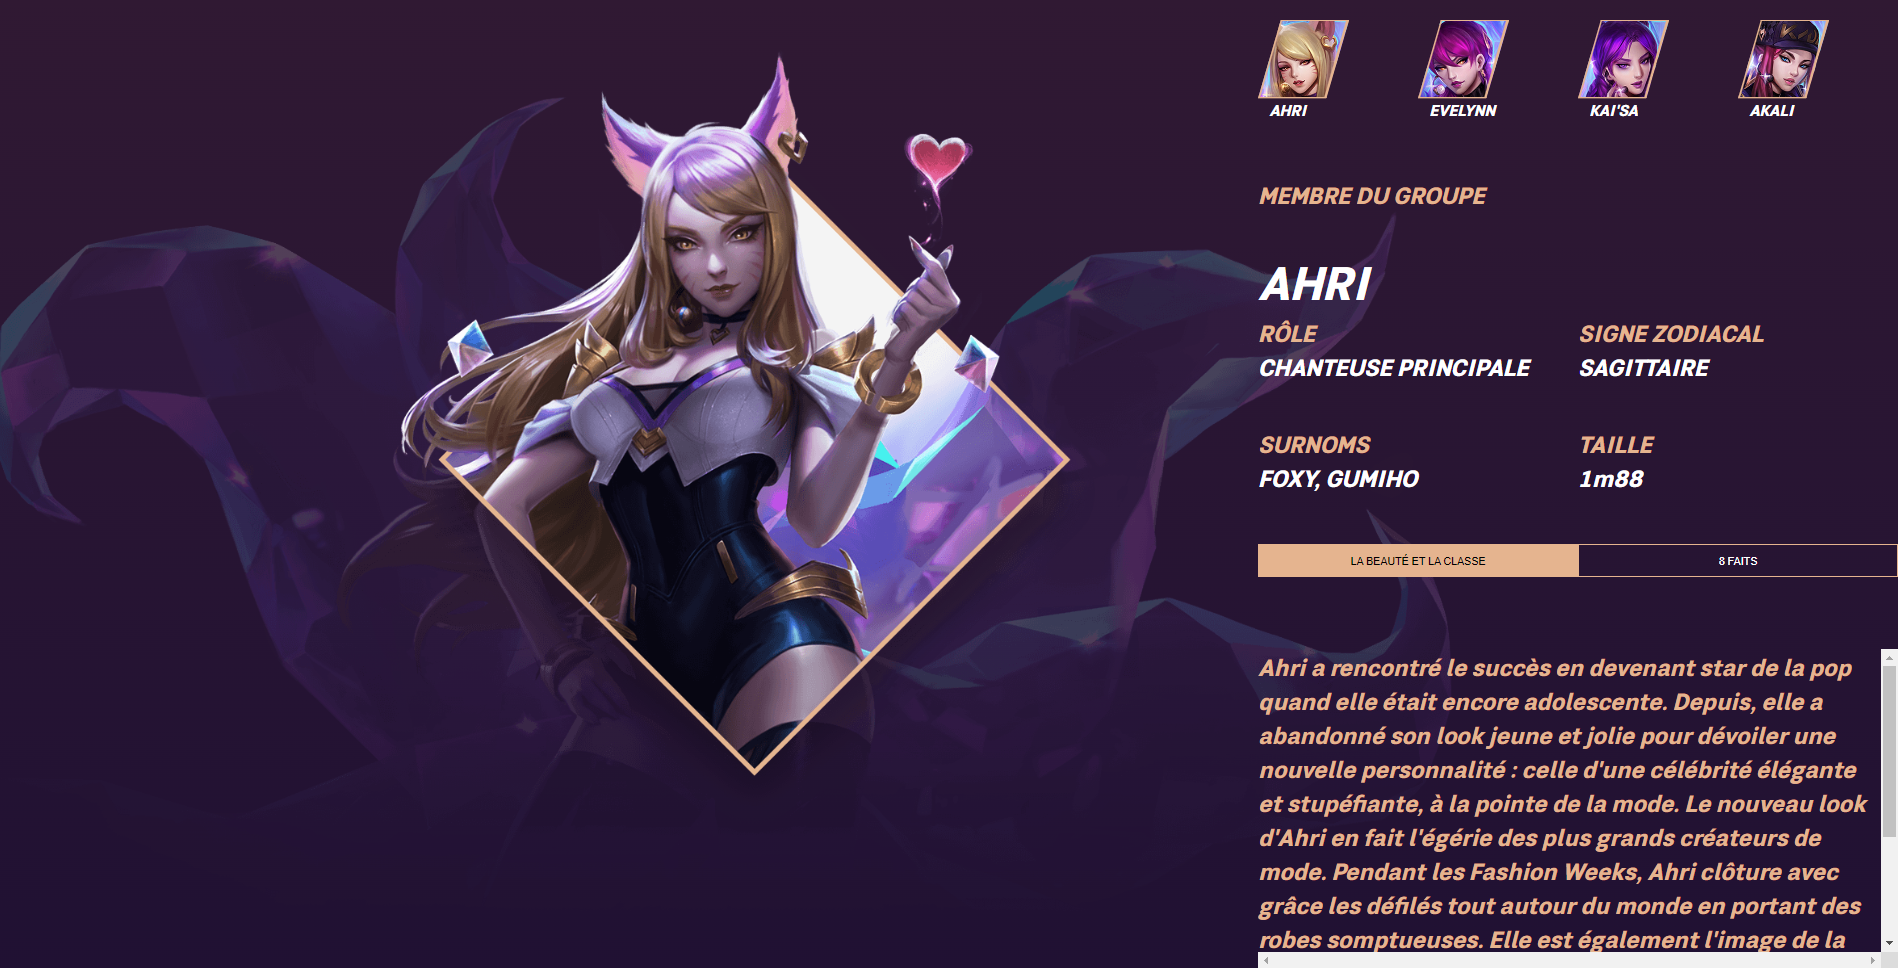 AHRI
EVELYNN
KAI'SA
AKALI
MEMBRE DU GROUPE
AHRI
RÔLE
CHANTEUSE PRINCIPALE
SIGNE ZODIACAL
SAGITTAIRE
SURNOMS
FOXY, GUMIHO
TAILLE
1m88
LA BEAUTÉ ET LA CLASSE
8 FAITS
Ahri a rencontré le succès en devenant star de la pop
quand elle était encore adolescente. Depuis, elle a
abandonné son look jeune et jolie pour dévoiler une
nouvelle personnalité : celle d'une célébrité élégante
et stupéfiante, à la pointe de la mode. Le nouveau look
d'Ahri en fait l'égérie des plus grands créateurs de
mode. Pendant les Fashion Weeks, Ahri clôture avec
grâce les défilés tout autour du monde en portant des
robes somptueuses. Elle est également l'image de la